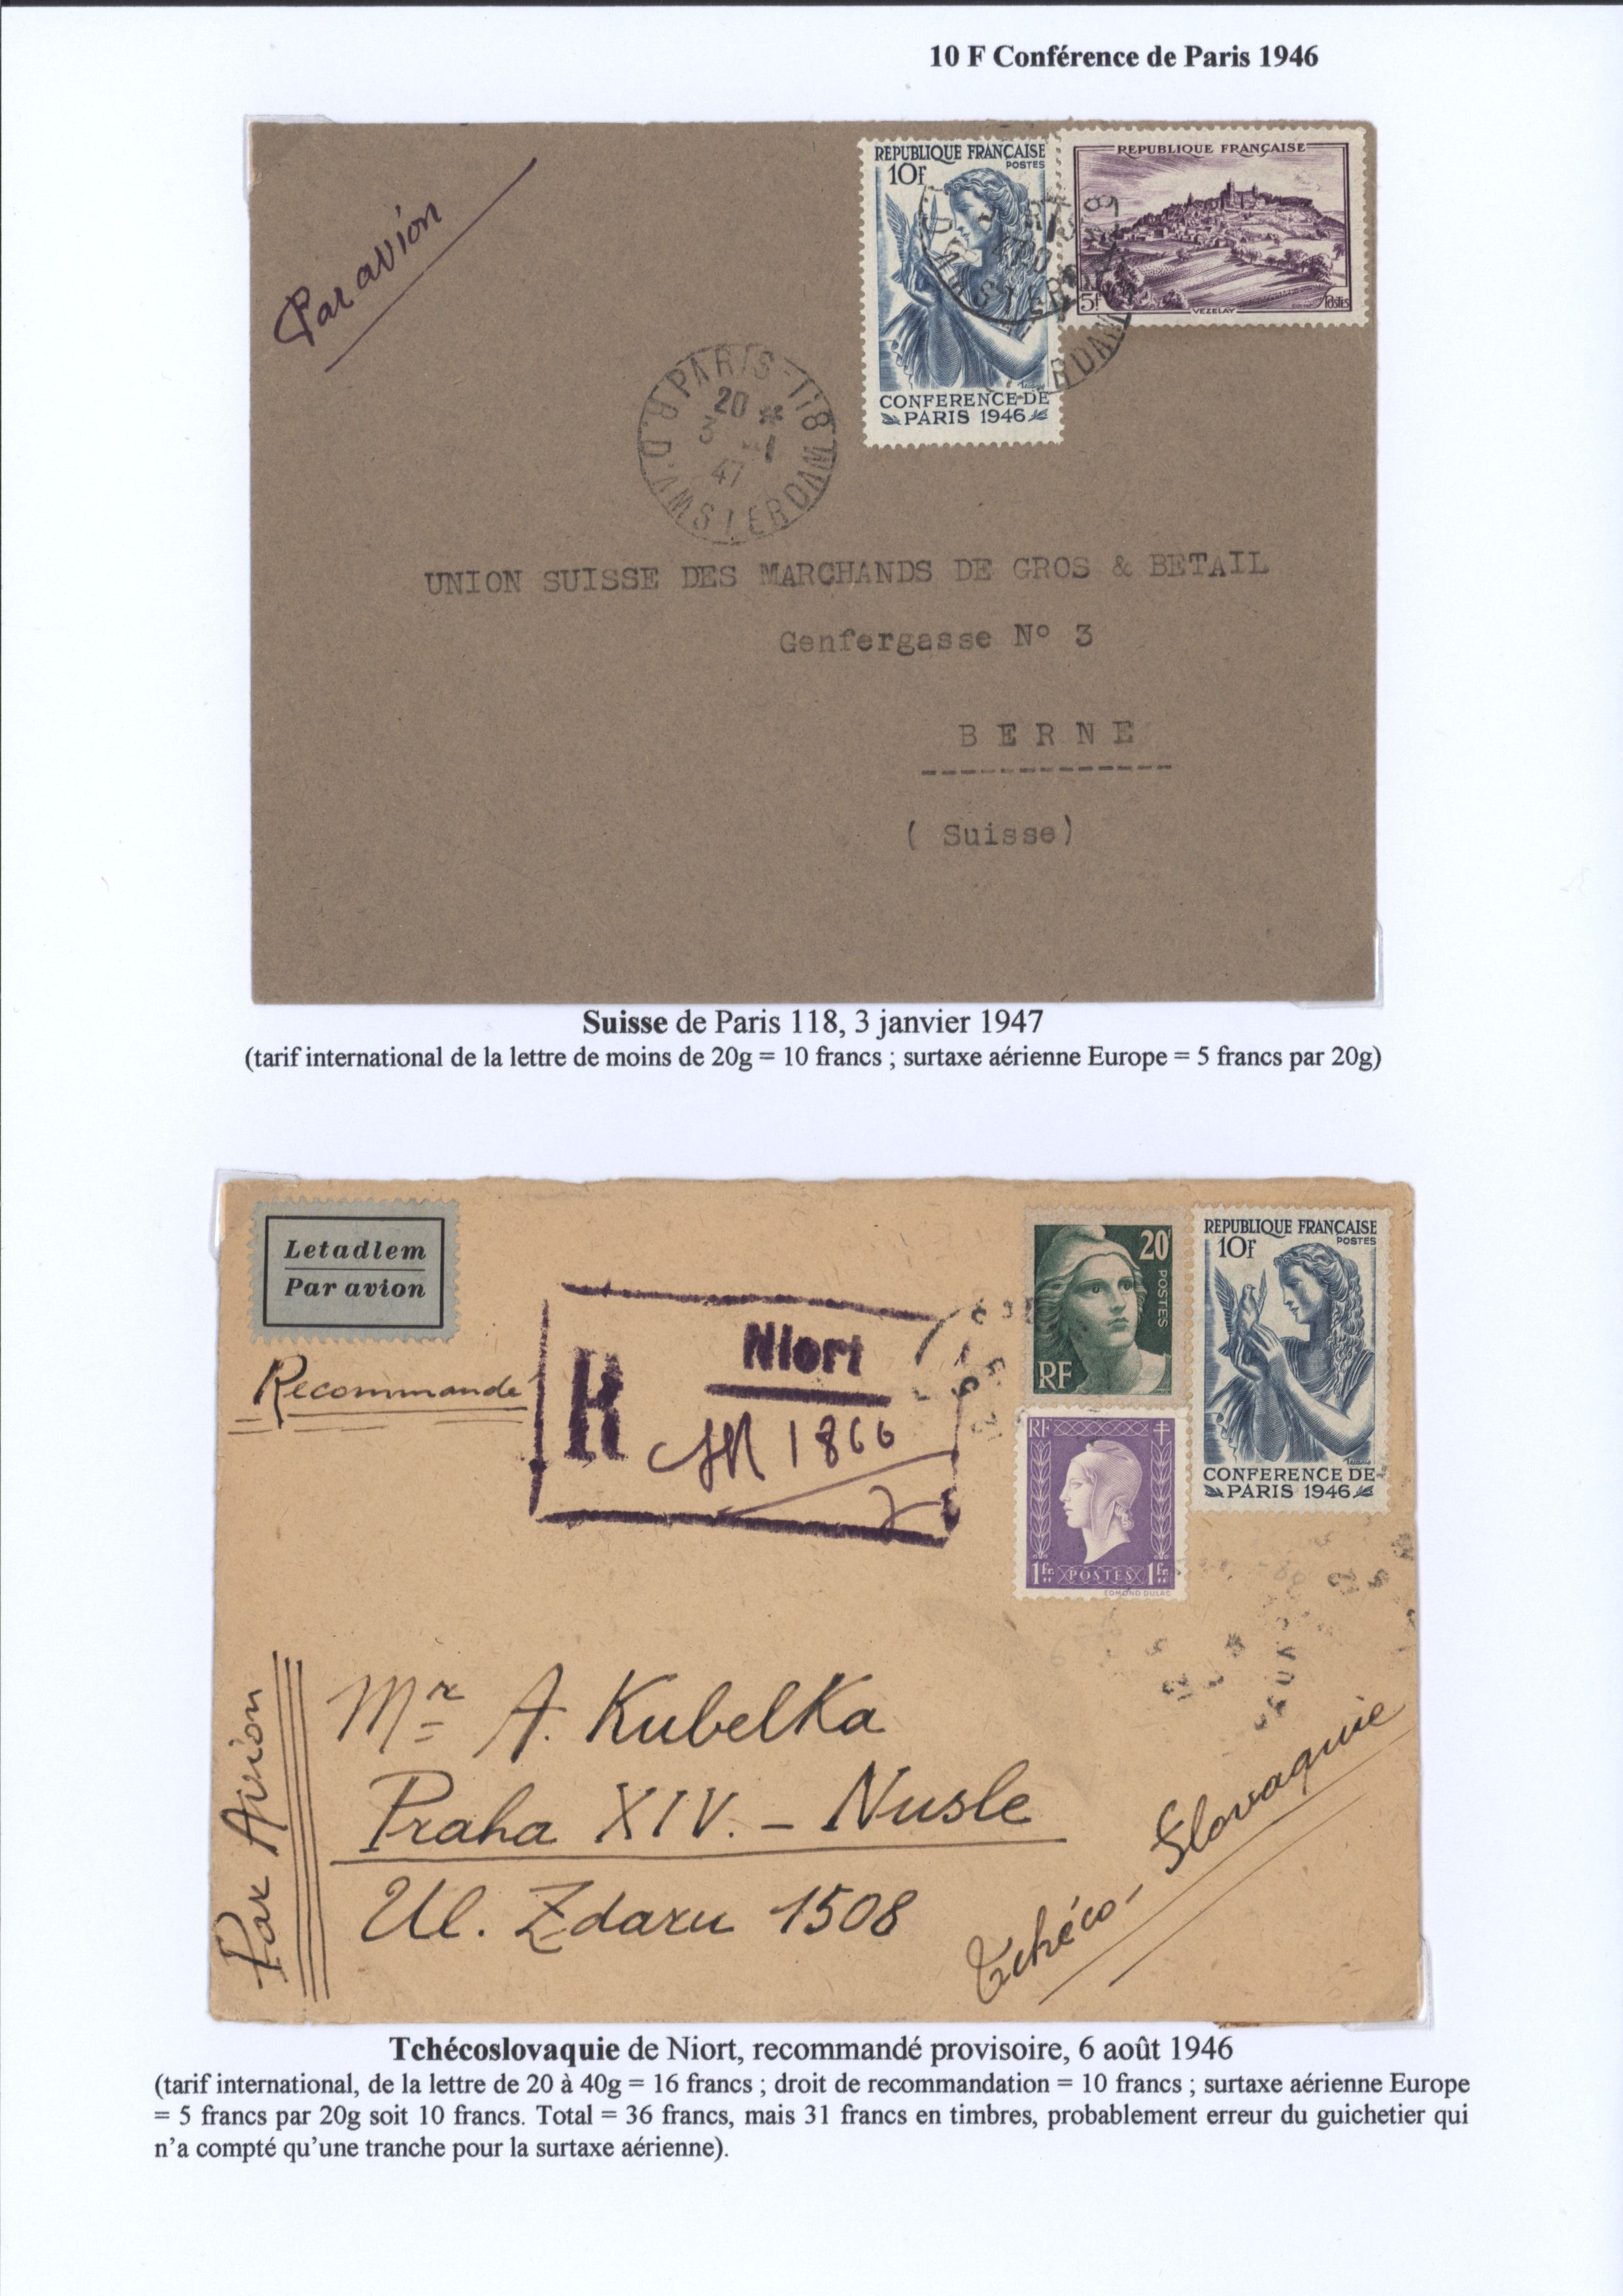 10 F Conférence de Paris 1946
Par avion
REPUBLIQUE FRANÇAISE
POSTES
10F
CONFERENCE DE
PARIS 1946
REPUBLIQUE FRANÇAISE
5f
VEZELAY
Postes
PARIS-118
20
3 -1
47
R.D'AMSTERDAM
UNION SUISSE DES MARCHANDS DE GROS & BETAIL
Genfergasse N° 3
BERNE
( Suisse)
Suisse de Paris 118, 3 janvier 1947
(tarif international de la lettre de moins de 20g = 10 francs ; surtaxe aérienne Europe = 5 francs par 20g)
Letadlem
Par avion
Recommandé
R
Niort
1866
20
POSTES
RF
REPUBLIQUE FRANÇAISE
POSTES
10F
CONFERENCE DE
PARIS 1946
RF
1fr. POSTES 1fr.
EDMOND DULAC
Par Avion
Mr A. Kubelka
Praha XIV. - Nusle
Ul. Zdaru 1508
Tchéco-Slovaquie
Tchécoslovaquie de Niort, recommandé provisoire, 6 août 1946
(tarif international, de la lettre de 20 à 40g = 16 francs ; droit de recommandation = 10 francs ; surtaxe aérienne Europe
= 5 francs par 20g soit 10 francs. Total = 36 francs, mais 31 francs en timbres, probablement erreur du guichetier qui
n'a compté qu'une tranche pour la surtaxe aérienne).